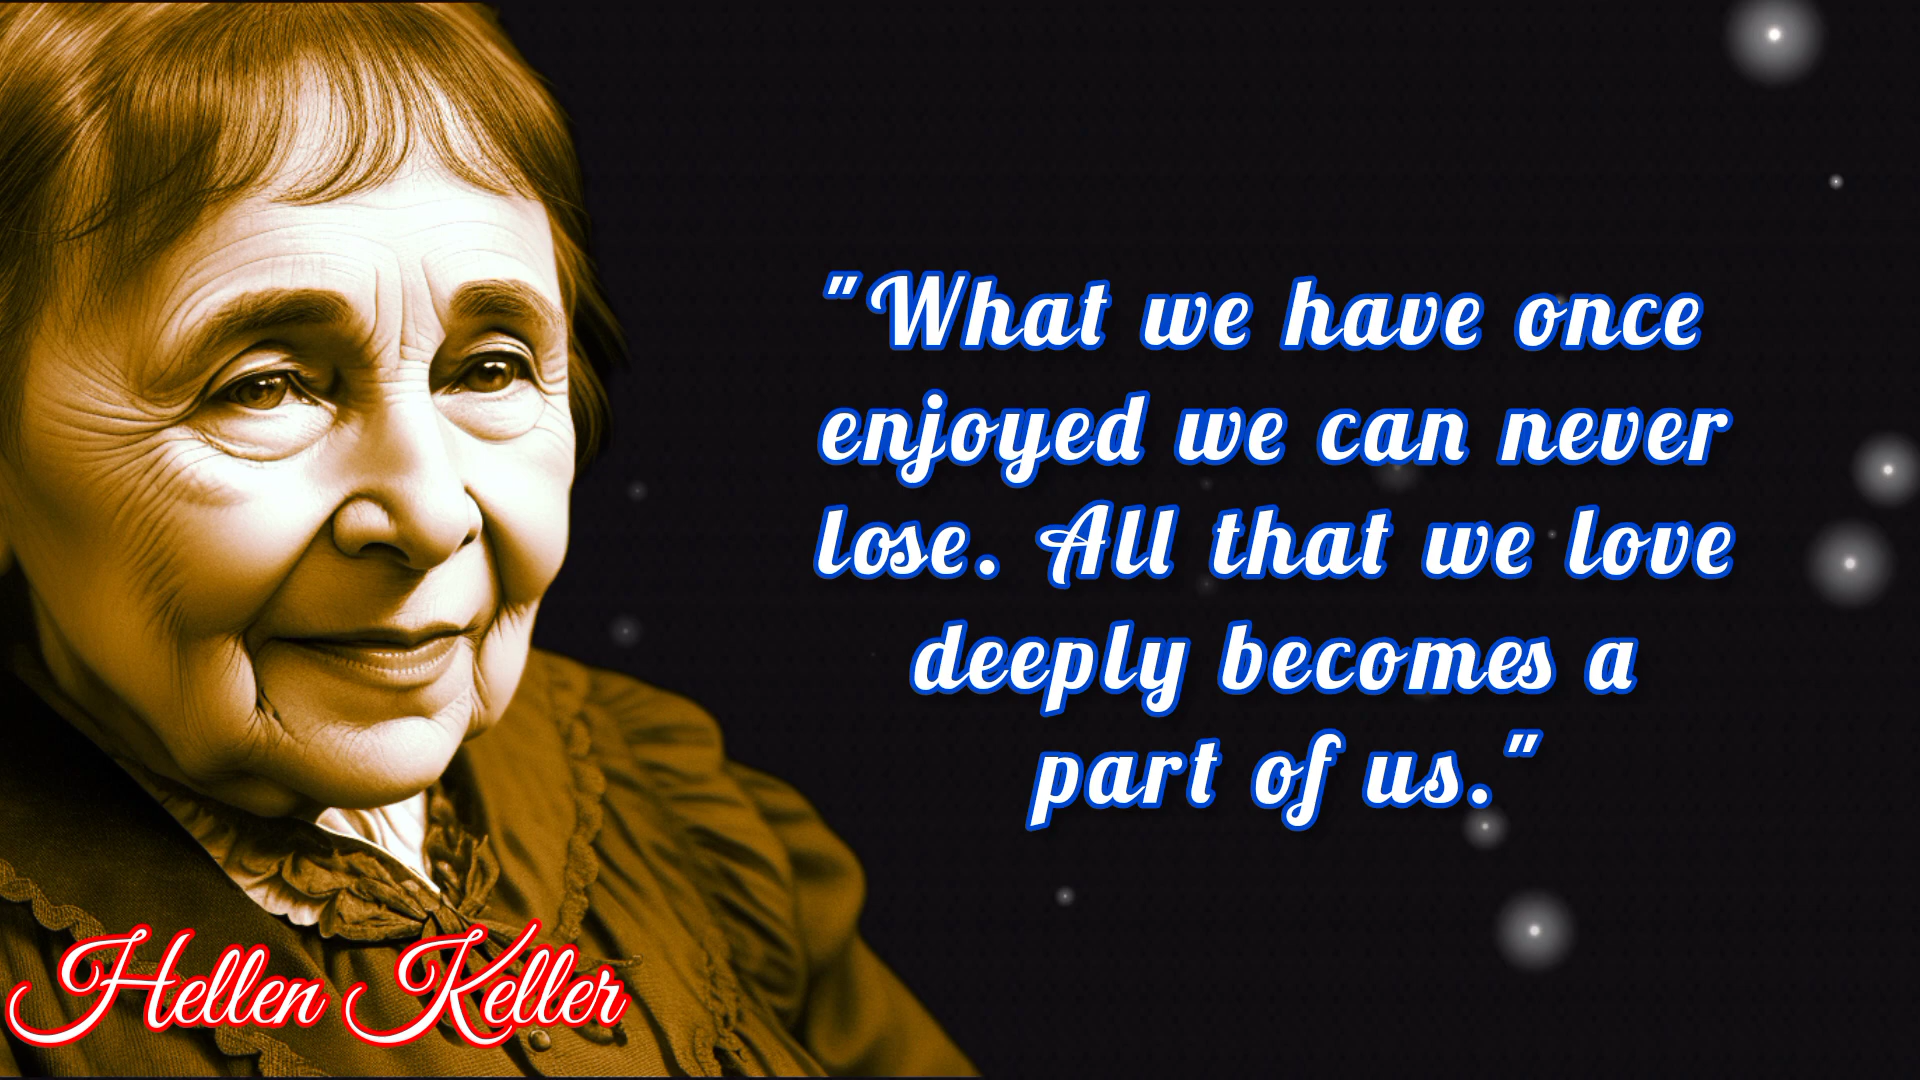 "What we have once
enjoyed we can never
lose. All that we love
deeply becomes a
part of us."
Hellen Keller